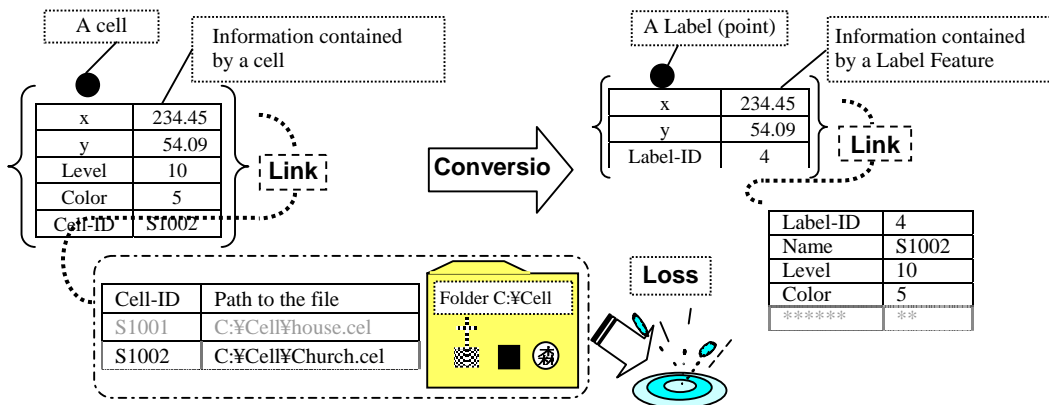 A cell
Information contained
by a cell
x 234.45
y 54.09
Level 10
Color 5
Cell-ID S1002
Link
Conversio
A Label (point)
Information contained
by a Label Feature
x 234.45
y 54.09
Label-ID 4
Link
Label-ID 4
Name S1002
Level 10
Color 5
****** **
Cell-ID Path to the file
S1001 C:¥Cell¥house.cel
S1002 C:¥Cell¥Church.cel
Folder C:¥Cell
森
Loss